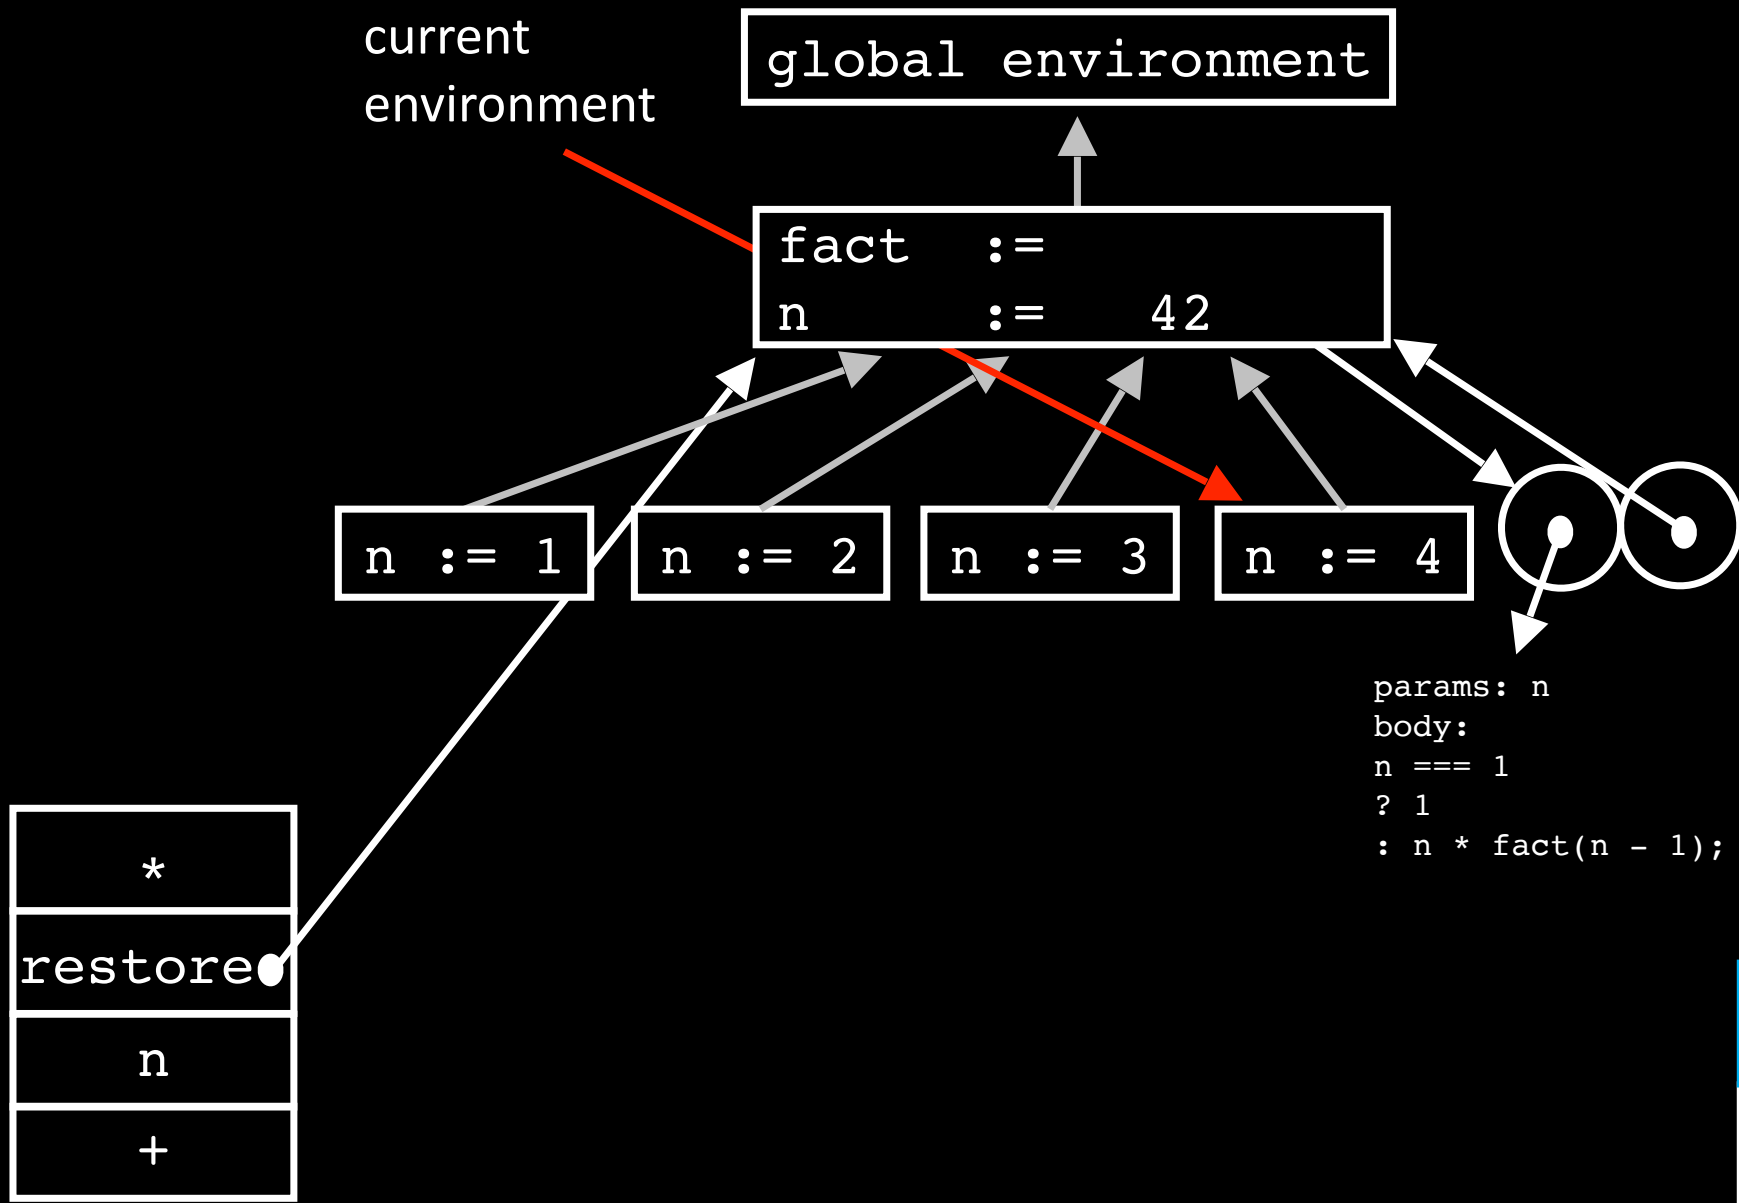 current
environment
global environment
fact :=
n := 42
n := 1
n := 2
n := 3
n := 4
params: n
body:
n === 1
? 1
: n * fact(n - 1);
*
restore
n
+